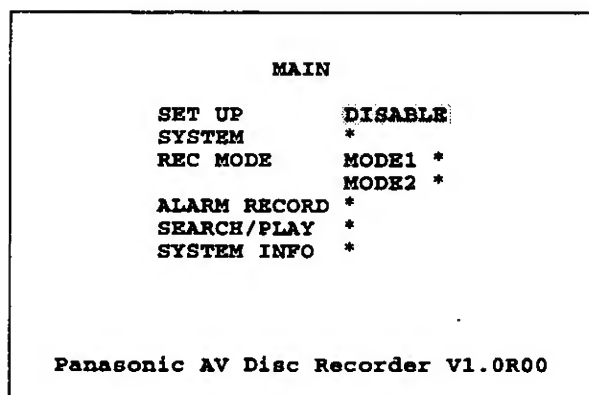 MAIN
SET UP DISABLE
SYSTEM *
REC MODE MODE1 *
MODE2 *
ALARM RECORD *
SEARCH/PLAY *
SYSTEM INFO *
Panasonic AV Disc Recorder V1.0R00